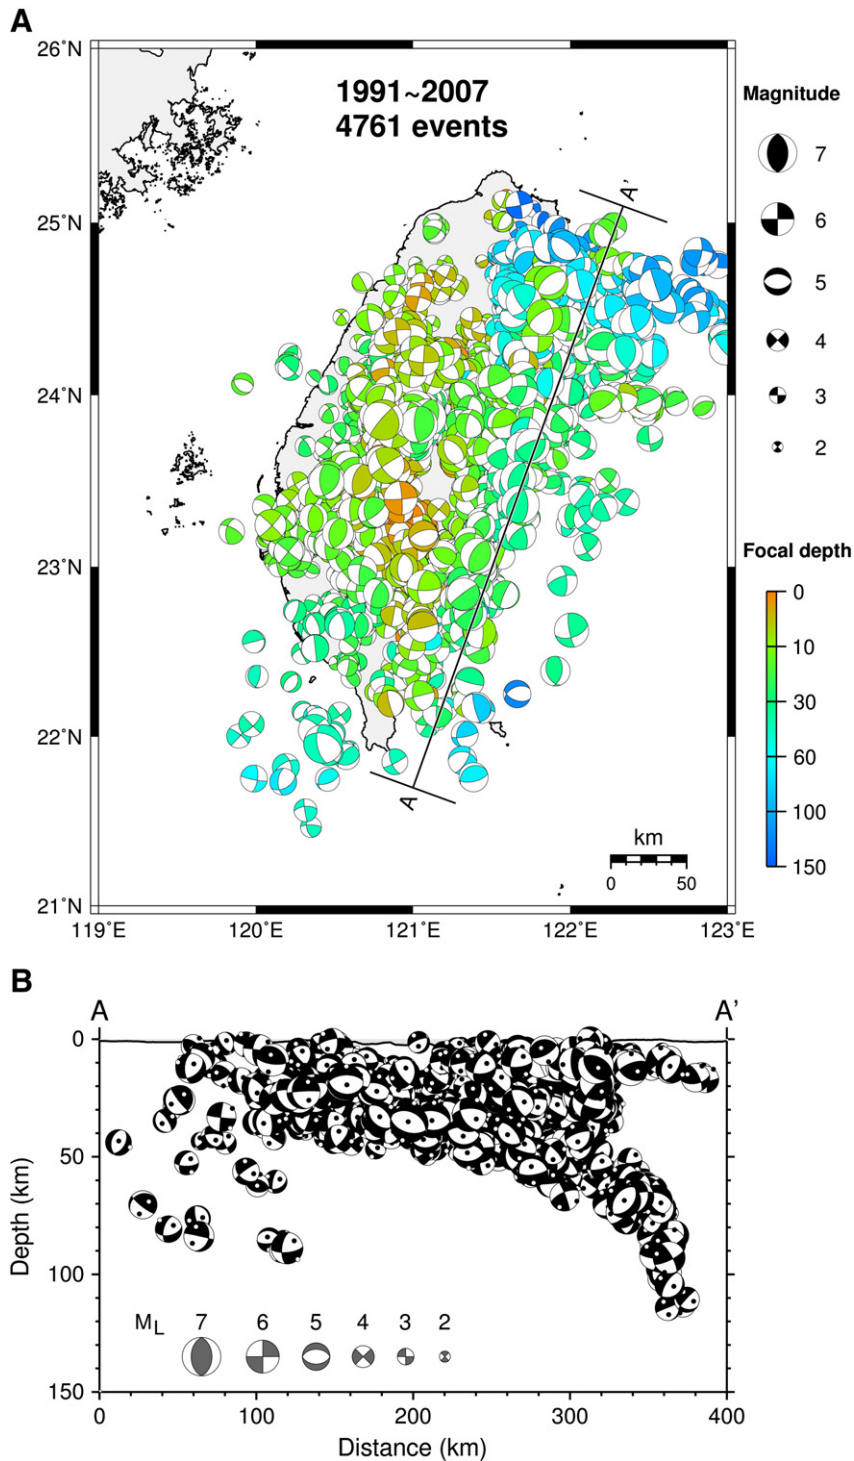 A
26°N
25°N
24°N
23°N
22°N
21°N
119°E 120°E 121°E 122°E 123°E
1991~2007
4761 events
A
A
km
0 50
Magnitude
7
6
5
4
3
2
Focal depth
0
10
30
60
100
150
B
A A'
0
50
100
150
Depth (km)
ML 7 6 5 4 3 2
0 100 200 300 400
Distance (km)